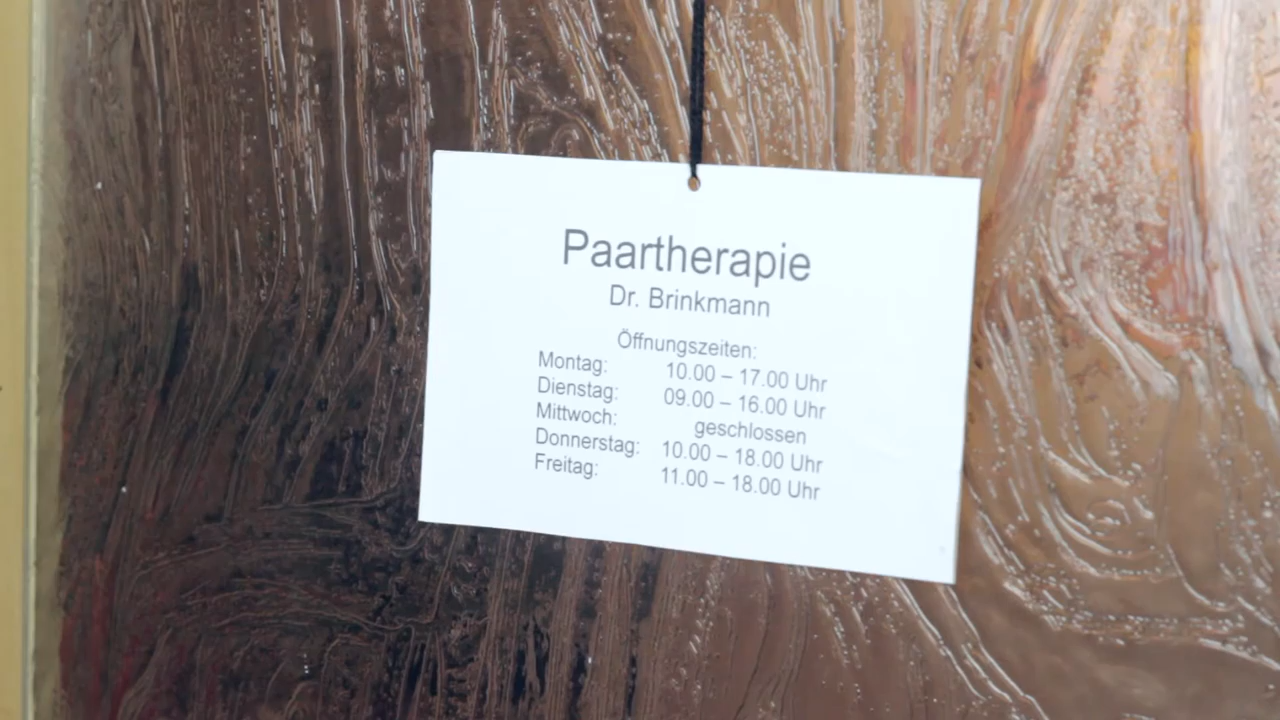 Paartherapie
Dr. Brinkmann
Öffnungszeiten:
Montag: 10.00 – 17.00 Uhr
Dienstag: 09.00 – 16.00 Uhr
Mittwoch: geschlossen
Donnerstag: 10.00 – 18.00 Uhr
Freitag: 11.00 – 18.00 Uhr